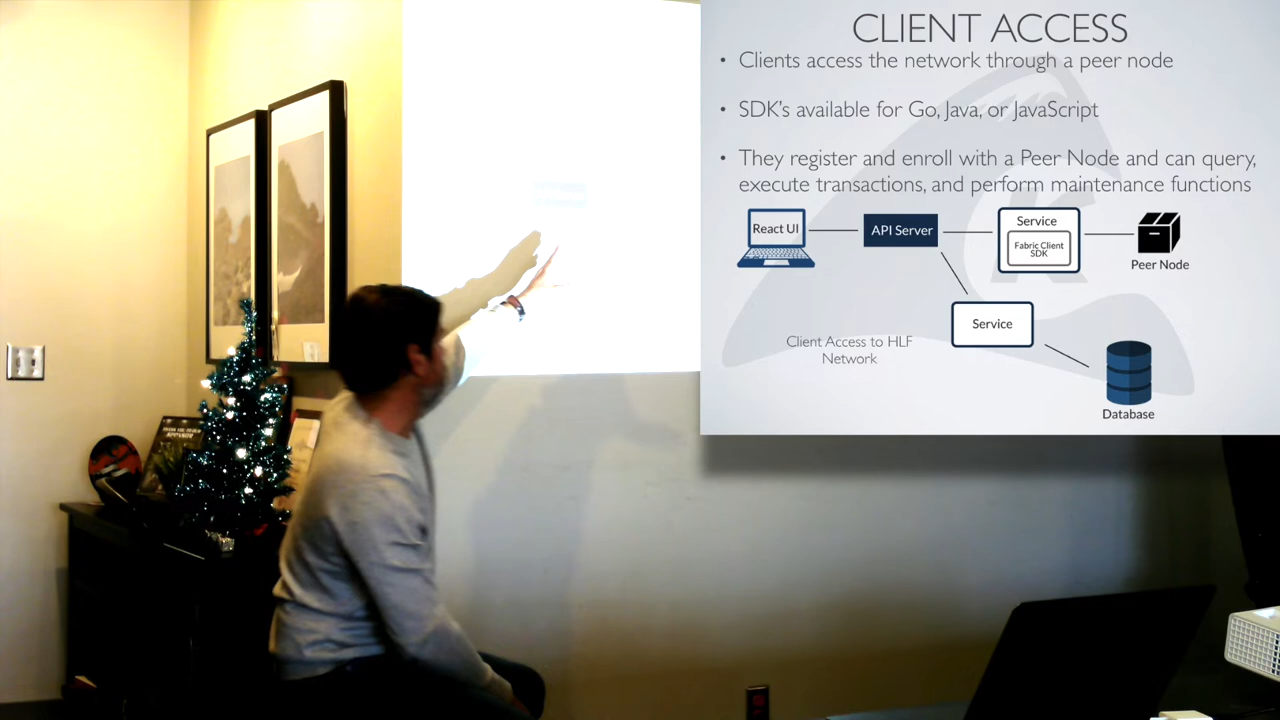 CLIENT ACCESS
• Clients access the network through a peer node
• SDK's available for Go, Java, or JavaScript
• They register and enroll with a Peer Node and can query,
execute transactions, and perform maintenance functions
React UI
API Server
Service
Fabric Client
SDK
Peer Node
Service
Client Access to HLF
Network
Database